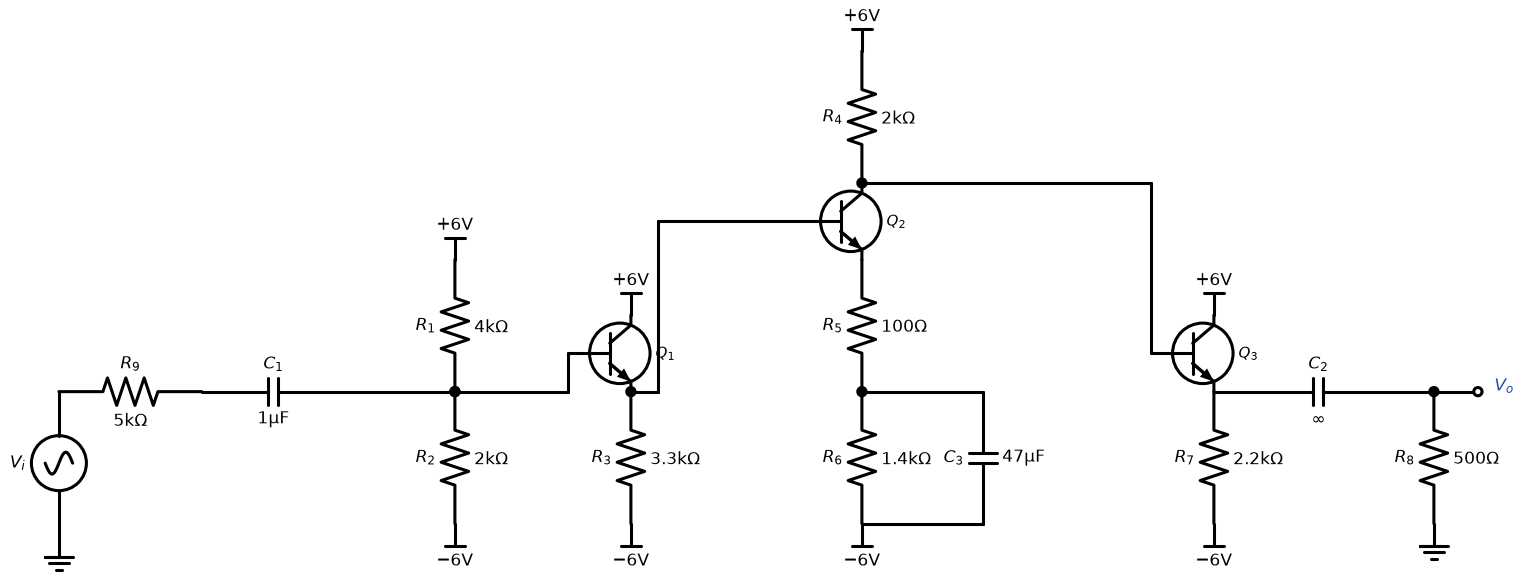 +6V
R₄
2kΩ
Q₂
+6V
+6V
+6V
R₁
4kΩ
R₅
100Ω
Q₁
Q₃
R₉
5kΩ
C₁
1μF
C₂
∞
Vₒ
Vᵢ
R₂
2kΩ
R₃
3.3kΩ
R₆
1.4kΩ
C₃
47μF
R₇
2.2kΩ
R₈
500Ω
−6V
−6V
−6V
−6V